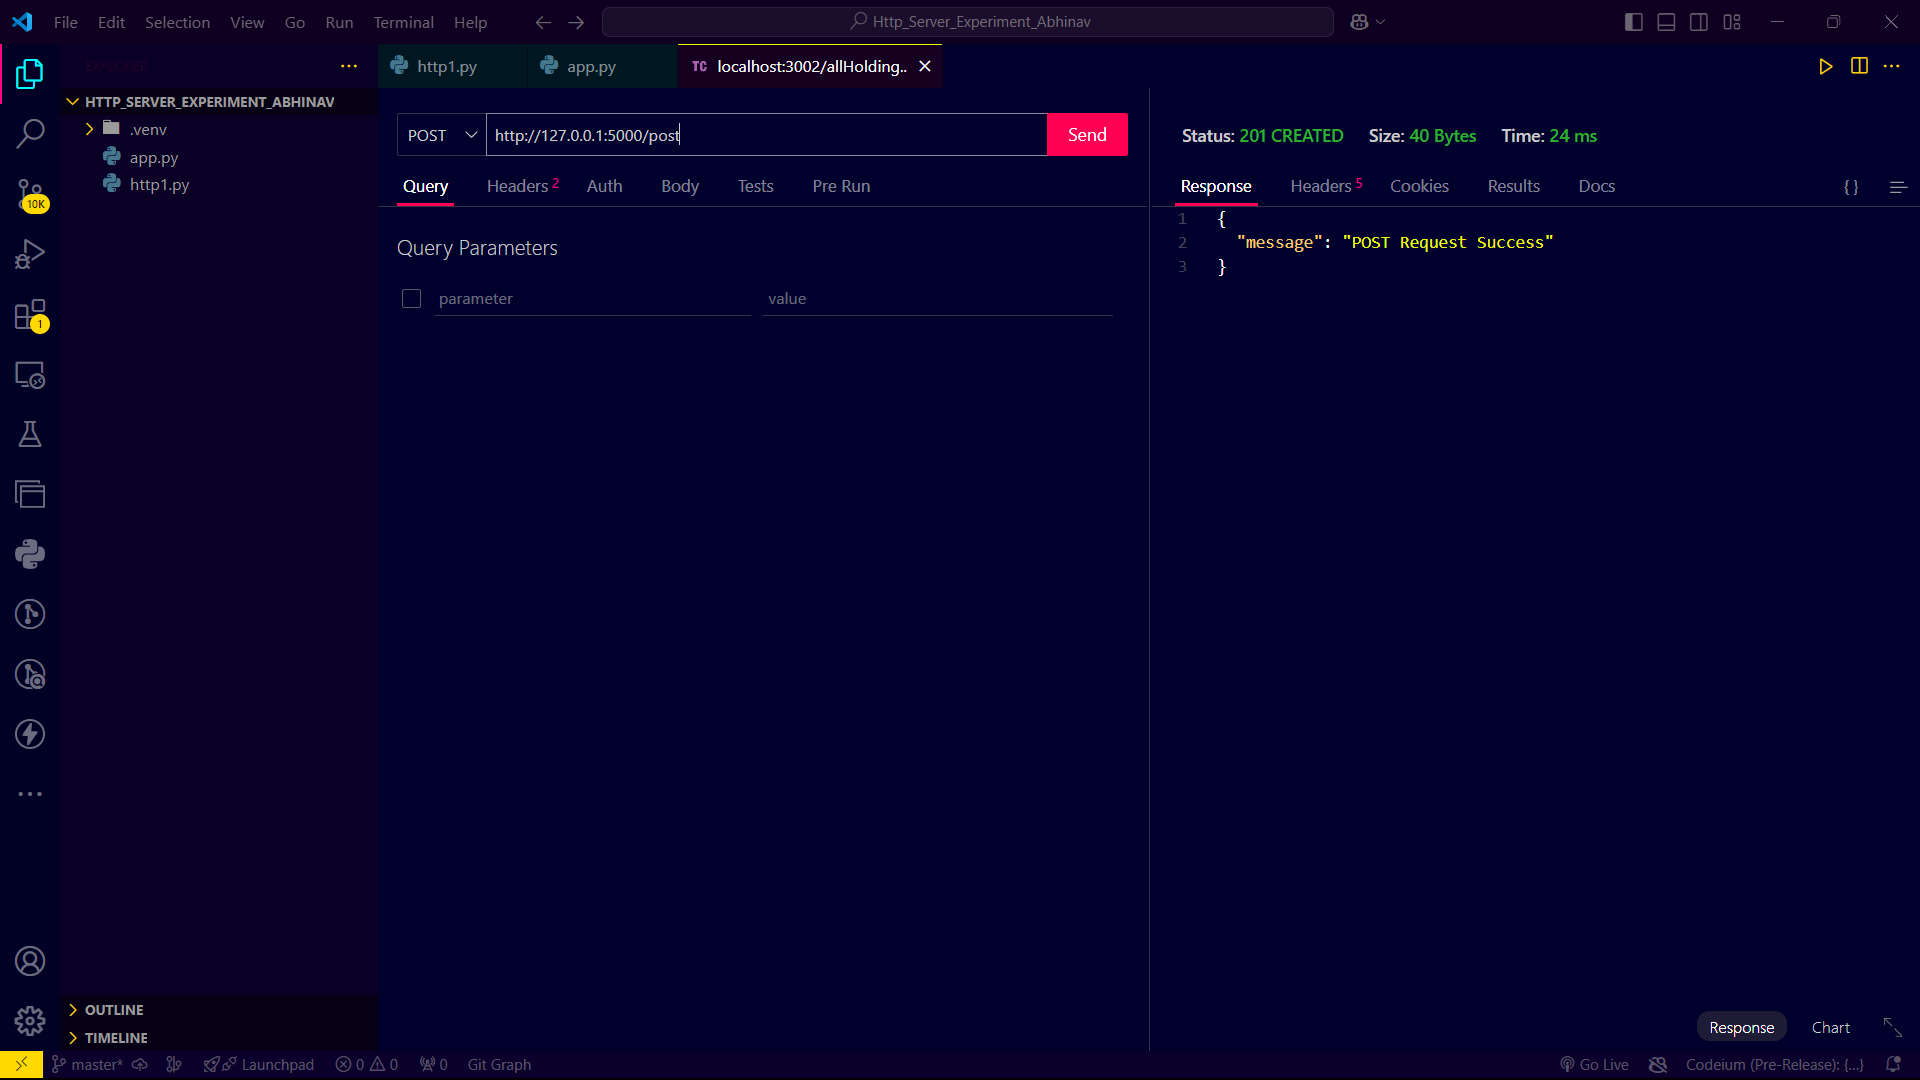 File Edit Selection View Go Run Terminal Help
Http_Server_Experiment_Abhinav
EXPLORER
HTTP_SERVER_EXPERIMENT_ABHINAV
.venv
app.py
http1.py
10K
1
OUTLINE
TIMELINE
http1.py
app.py
TC localhost:3002/allHolding..
POST
http://127.0.0.1:5000/post
Send
Query Headers 2 Auth Body Tests Pre Run
Query Parameters
parameter value
Status: 201 CREATED Size: 40 Bytes Time: 24 ms
Response Headers 5 Cookies Results Docs
{}
1 {
2 "message": "POST Request Success"
3 }
Response Chart
master* Launchpad 0 0 0 Git Graph
Go Live Codeium (Pre-Release): {...}